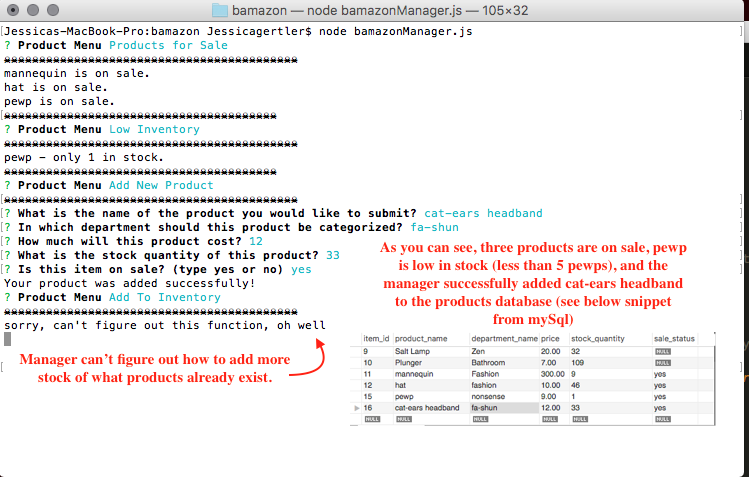 bamazon — node bamazonManager.js — 105×32
[Jessicas-MacBook-Pro:bamazon Jessicagertler$ node bamazonManager.js ]
? Product Menu Products for Sale
mannequin is on sale.
hat is on sale.
pewp is on sale.
? Product Menu Low Inventory
pewp - only 1 in stock.
? Product Menu Add New Product
[? What is the name of the product you would like to submit? cat-ears headband ]
[? In which department should this product be categorized? fa-shun ]
[? How much will this product cost? 12 ]
[? What is the stock quantity of this product? 33 ]
[? Is this item on sale? (type yes or no) yes ]
Your product was added successfully!
? Product Menu Add To Inventory
sorry, can't figure out this function, oh well
As you can see, three products are on sale, pewp
is low in stock (less than 5 pewps), and the
manager successfully added cat-ears headband
to the products database (see below snippet
from mySql)
Manager can't figure out how to add more
stock of what products already exist.
item_id product_name department_name price stock_quantity sale_status
9 Salt Lamp Zen 20.00 32 NULL
10 Plunger Bathroom 7.00 109 NULL
11 mannequin Fashion 300.00 9 yes
12 hat fashion 10.00 46 yes
15 pewp nonsense 9.00 1 yes
16 cat-ears headband fa-shun 12.00 33 yes
NULL NULL NULL NULL NULL NULL